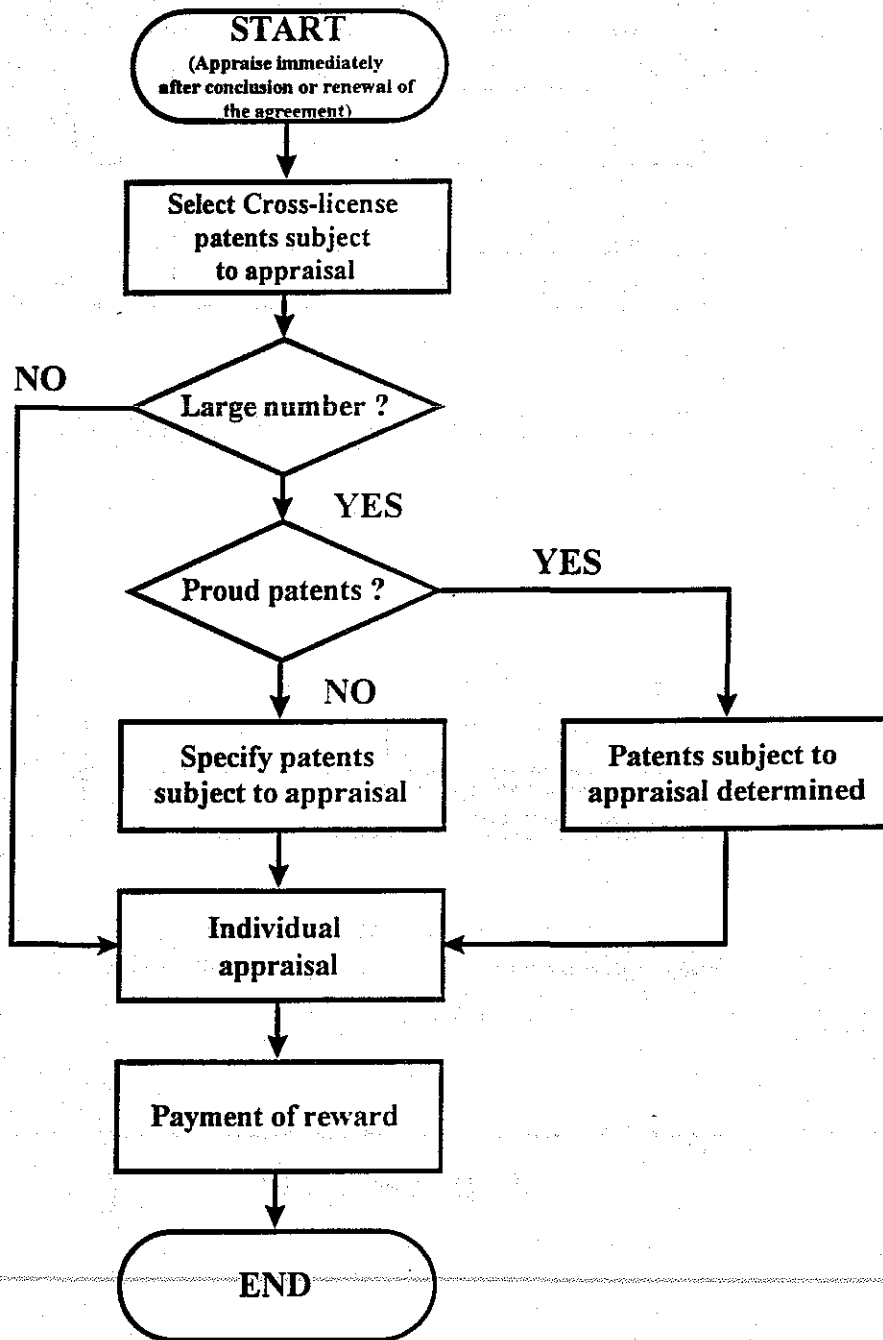 START
(Appraise immediately
after conclusion or renewal of
the agreement)
Select Cross-license
patents subject
to appraisal
NO
Large number ?
YES
Proud patents ?
YES
NO
Specify patents
subject to appraisal
Patents subject to
appraisal determined
Individual
appraisal
Payment of reward
END